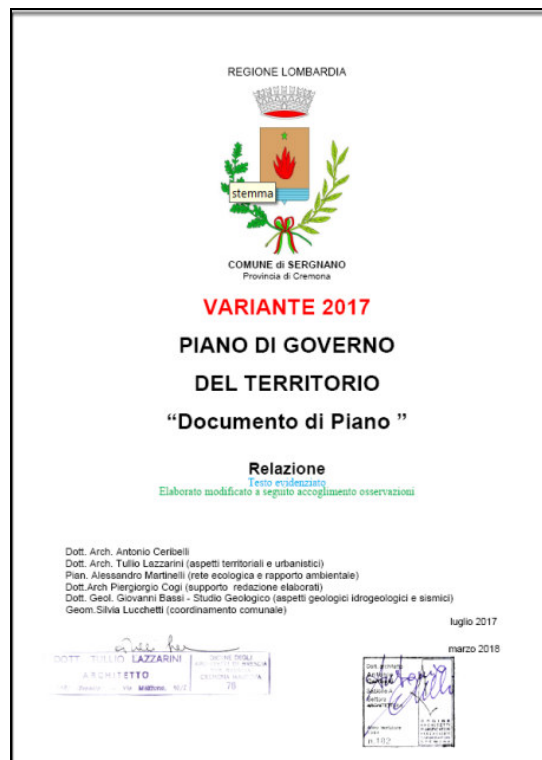 REGIONE LOMBARDIA
stemma
COMUNE di SERGNANO
Provincia di Cremona
VARIANTE 2017
PIANO DI GOVERNO
DEL TERRITORIO
“Documento di Piano ”
Relazione
Testo evidenziato
Elaborato modificato a seguito accoglimento osservazioni
Dott. Arch. Antonio Ceribelli
Dott. Arch. Tullio Lazzarini (aspetti territoriali e urbanistici)
Pian. Alessandro Martinelli (rete ecologica e rapporto ambientale)
Dott.Arch Piergiorgio Cogi (supporto redazione elaborati)
Dott. Geol. Giovanni Bassi - Studio Geologico (aspetti geologici idrogeologici e sismici)
Geom.Silvia Lucchetti (coordinamento comunale)
luglio 2017
marzo 2018
DOTT. TULLIO LAZZARINI
ARCHITETTO
ORDINE DEGLI
CREMONA MANTOVA
78
n.182